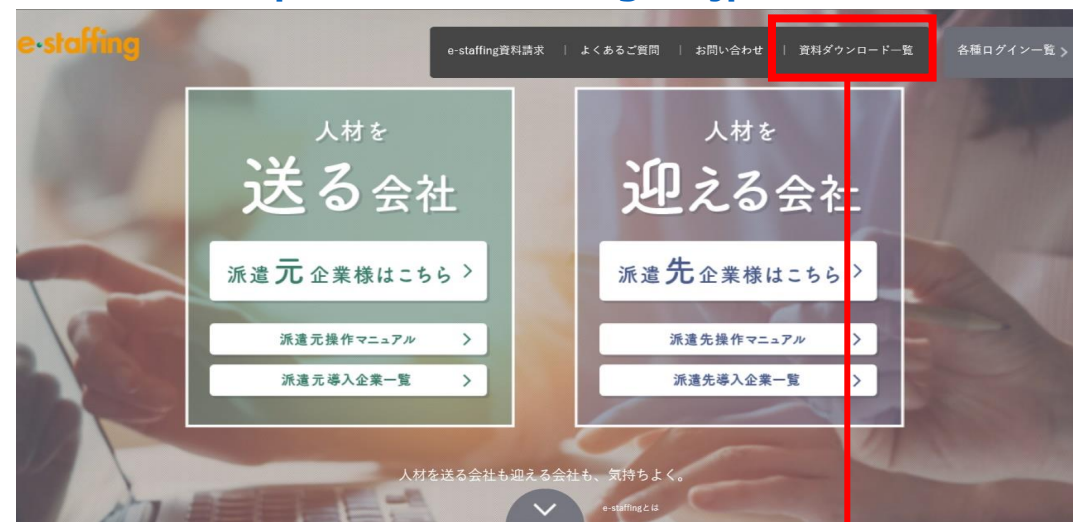 e-staffing
e-staffing資料請求 | よくあるご質問 | お問い合わせ | 資料ダウンロード一覧
各種ログイン一覧
人材を
送る会社
派遣元企業様はこちら
派遣元操作マニュアル
派遣元導入企業一覧
人材を
迎える会社
派遣先企業様はこちら
派遣先操作マニュアル
派遣先導入企業一覧
人材を送る会社も迎える会社も、気持ちよく。
e-staffingとは